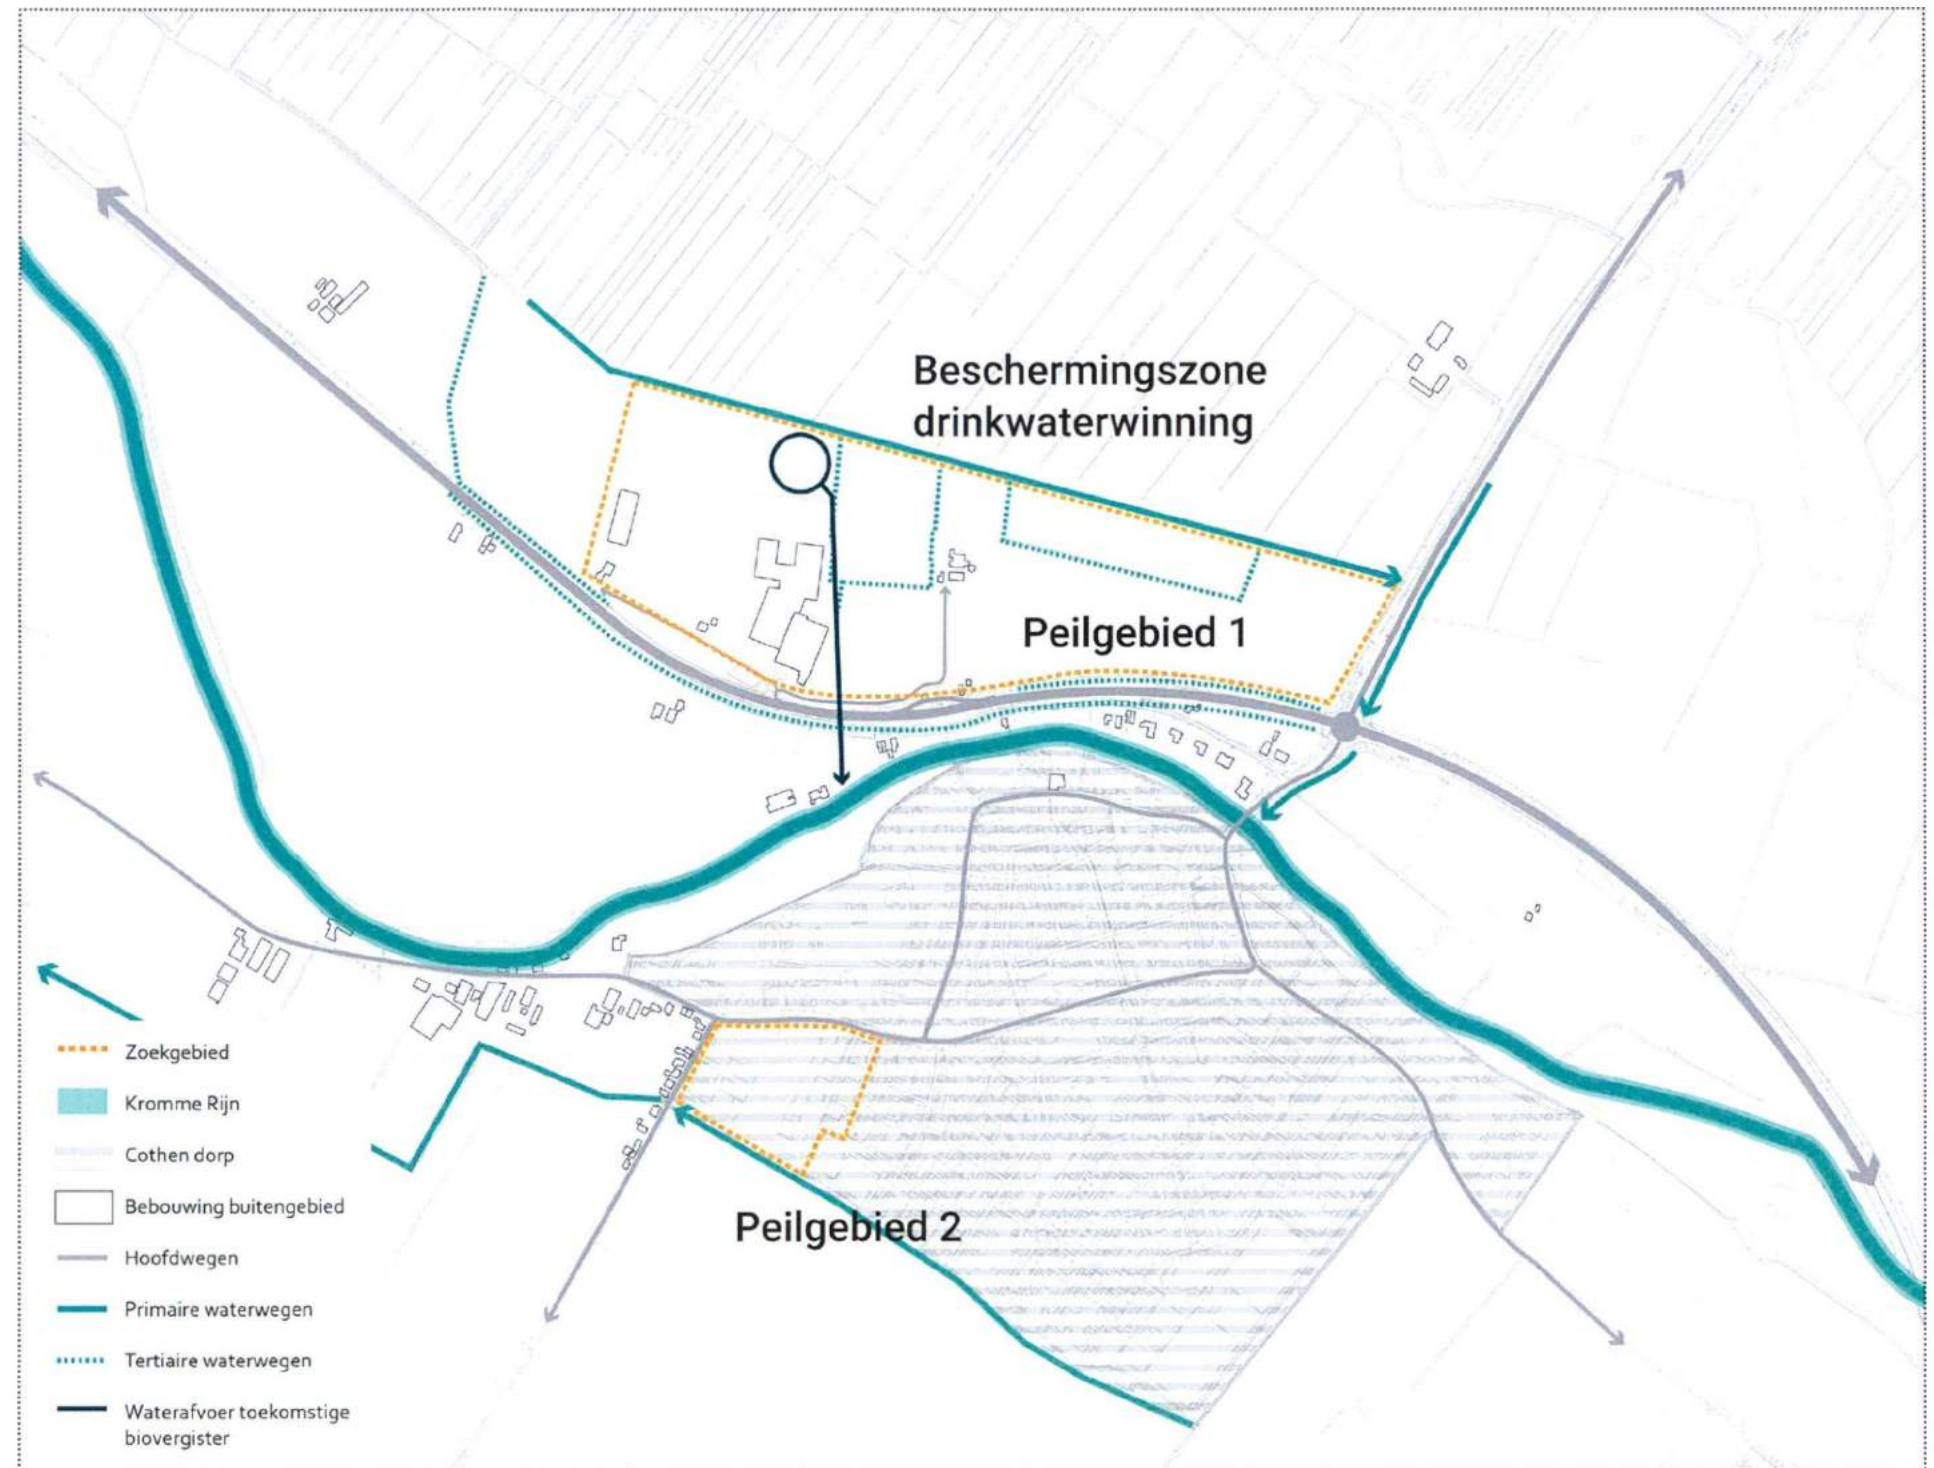 Beschermingszone
drinkwaterwinning
Peilgebied 1
Peilgebied 2
Zoekgebied
Kromme Rijn
Cothen dorp
Bebouwing buitengebied
Hoofdwegen
Primaire waterwegen
Tertiaire waterwegen
Waterafvoer toekomstige
biovergister